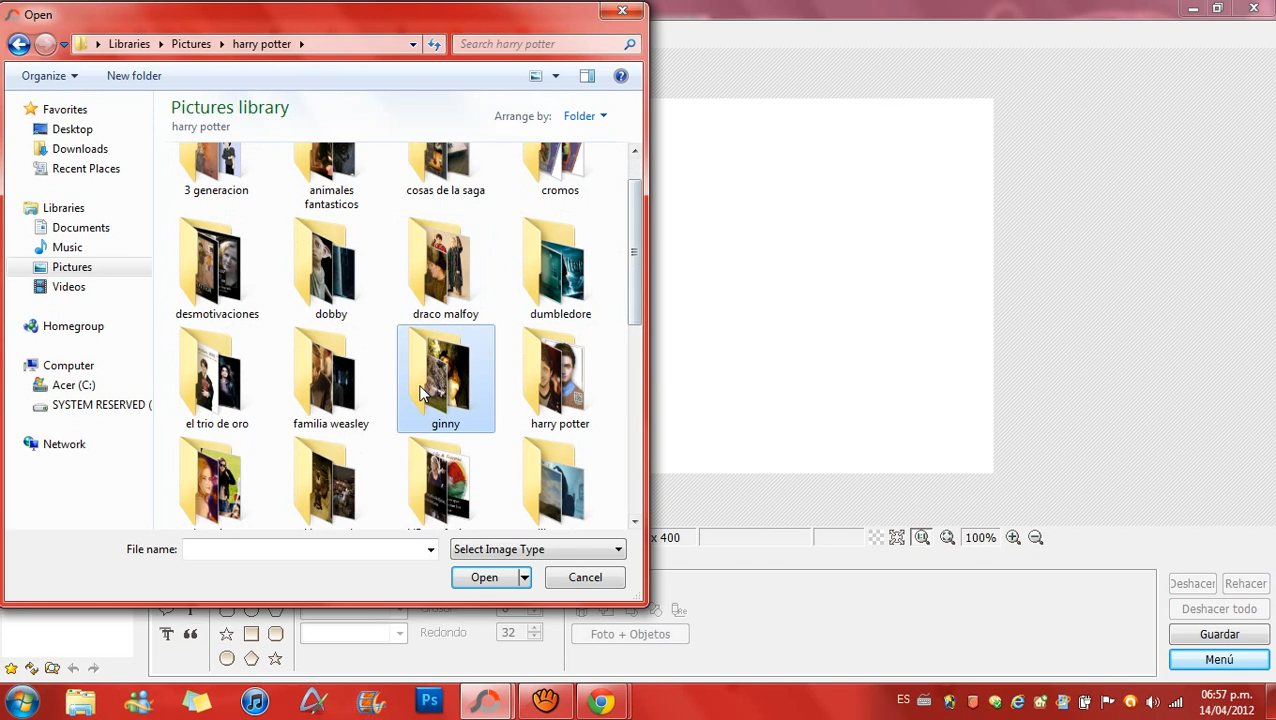 Open
Libraries
Pictures
harry potter
Search harry potter
Organize
New folder
Favorites
Desktop
Downloads
Recent Places
Libraries
Documents
Music
Pictures
Videos
Homegroup
Computer
Acer (C:)
SYSTEM RESERVED (
Network
Pictures library
harry potter
Arrange by: Folder
3 generacion
animales
fantasticos
cosas de la saga
cromos
desmotivaciones
dobby
draco malfoy
dumbledore
el trio de oro
familia weasley
ginny
harry potter
File name:
Select Image Type
Open
Cancel
x 400
100%
Redondo
32
Foto + Objetos
Deshacer
Rehacer
Deshacer todo
Guardar
Menú
Ps
ES
06:57 p.m.
14/04/2012